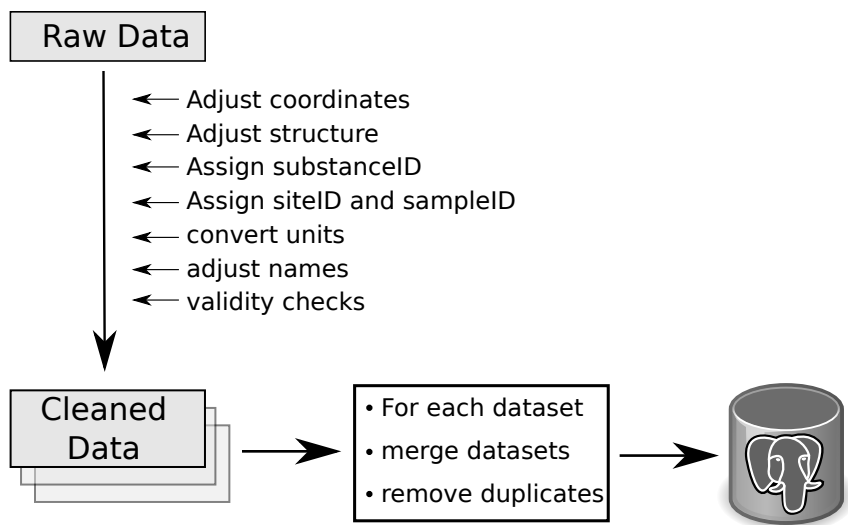 Raw Data
Adjust coordinates
Adjust structure
Assign substanceID
Assign siteID and sampleID
convert units
adjust names
validity checks
Cleaned
Data
• For each dataset
• merge datasets
• remove duplicates